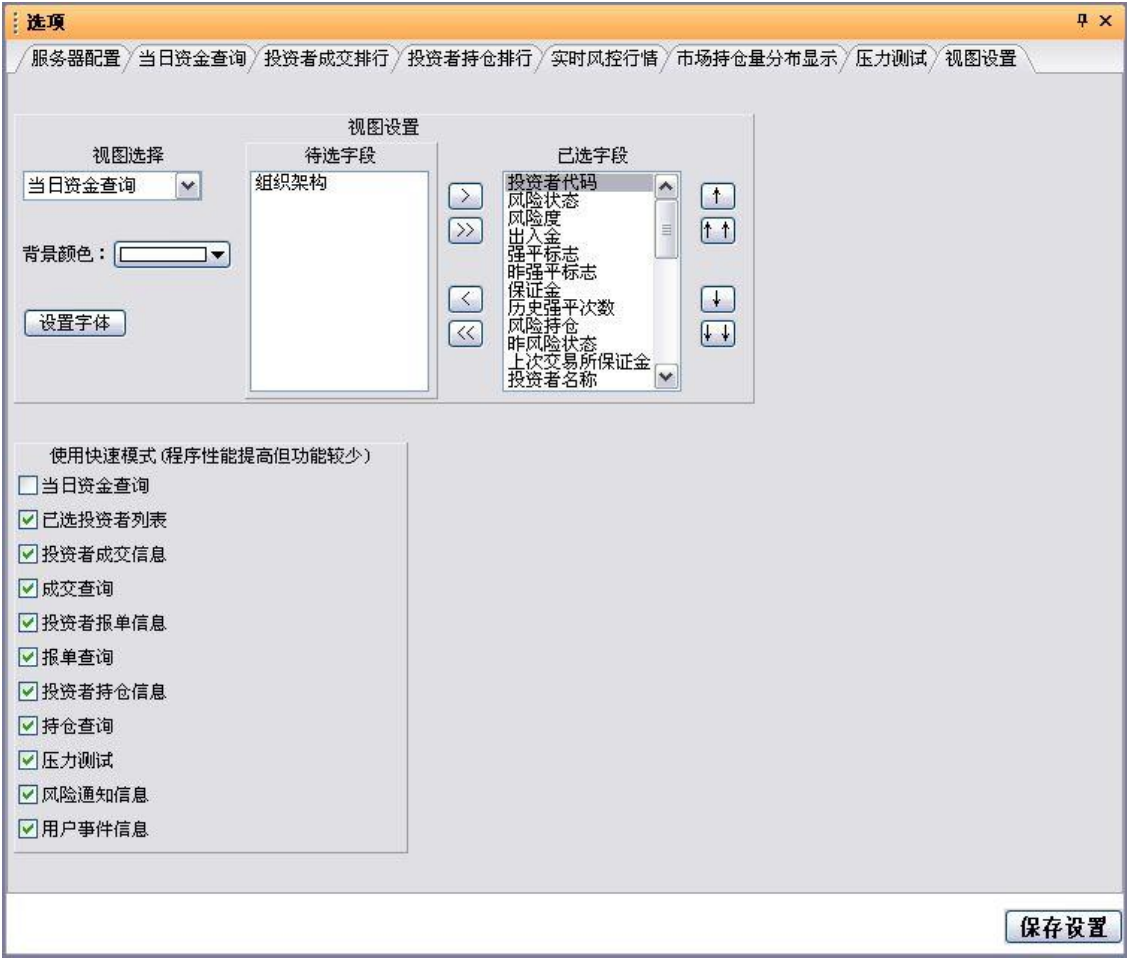 选项
服务器配置 当日资金查询 投资者成交排行 投资者持仓排行 实时风控行情 市场持仓量分布显示 压力测试 视图设置
视图设置
视图选择
当日资金查询
背景颜色：
设置字体
待选字段
组织架构
>
>>
<
<<
已选字段
投资者代码
风险状态
风险度
出入金
强平标志
昨强平标志
保证金
历史强平次数
风险持仓
昨风险状态
上次交易所保证金
投资者名称
↑
↑↑
↓
↓↓
使用快速模式(程序性能提高但功能较少)
当日资金查询
已选投资者列表
投资者成交信息
成交查询
投资者报单信息
报单查询
投资者持仓信息
持仓查询
压力测试
风险通知信息
用户事件信息
保存设置